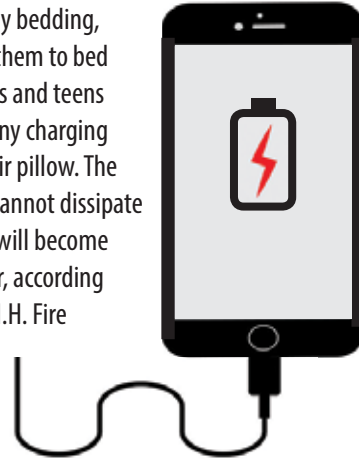 y bedding,
them to bed
s and teens
ny charging
ir pillow. The
annot dissipate
will become
r, according
.H. Fire